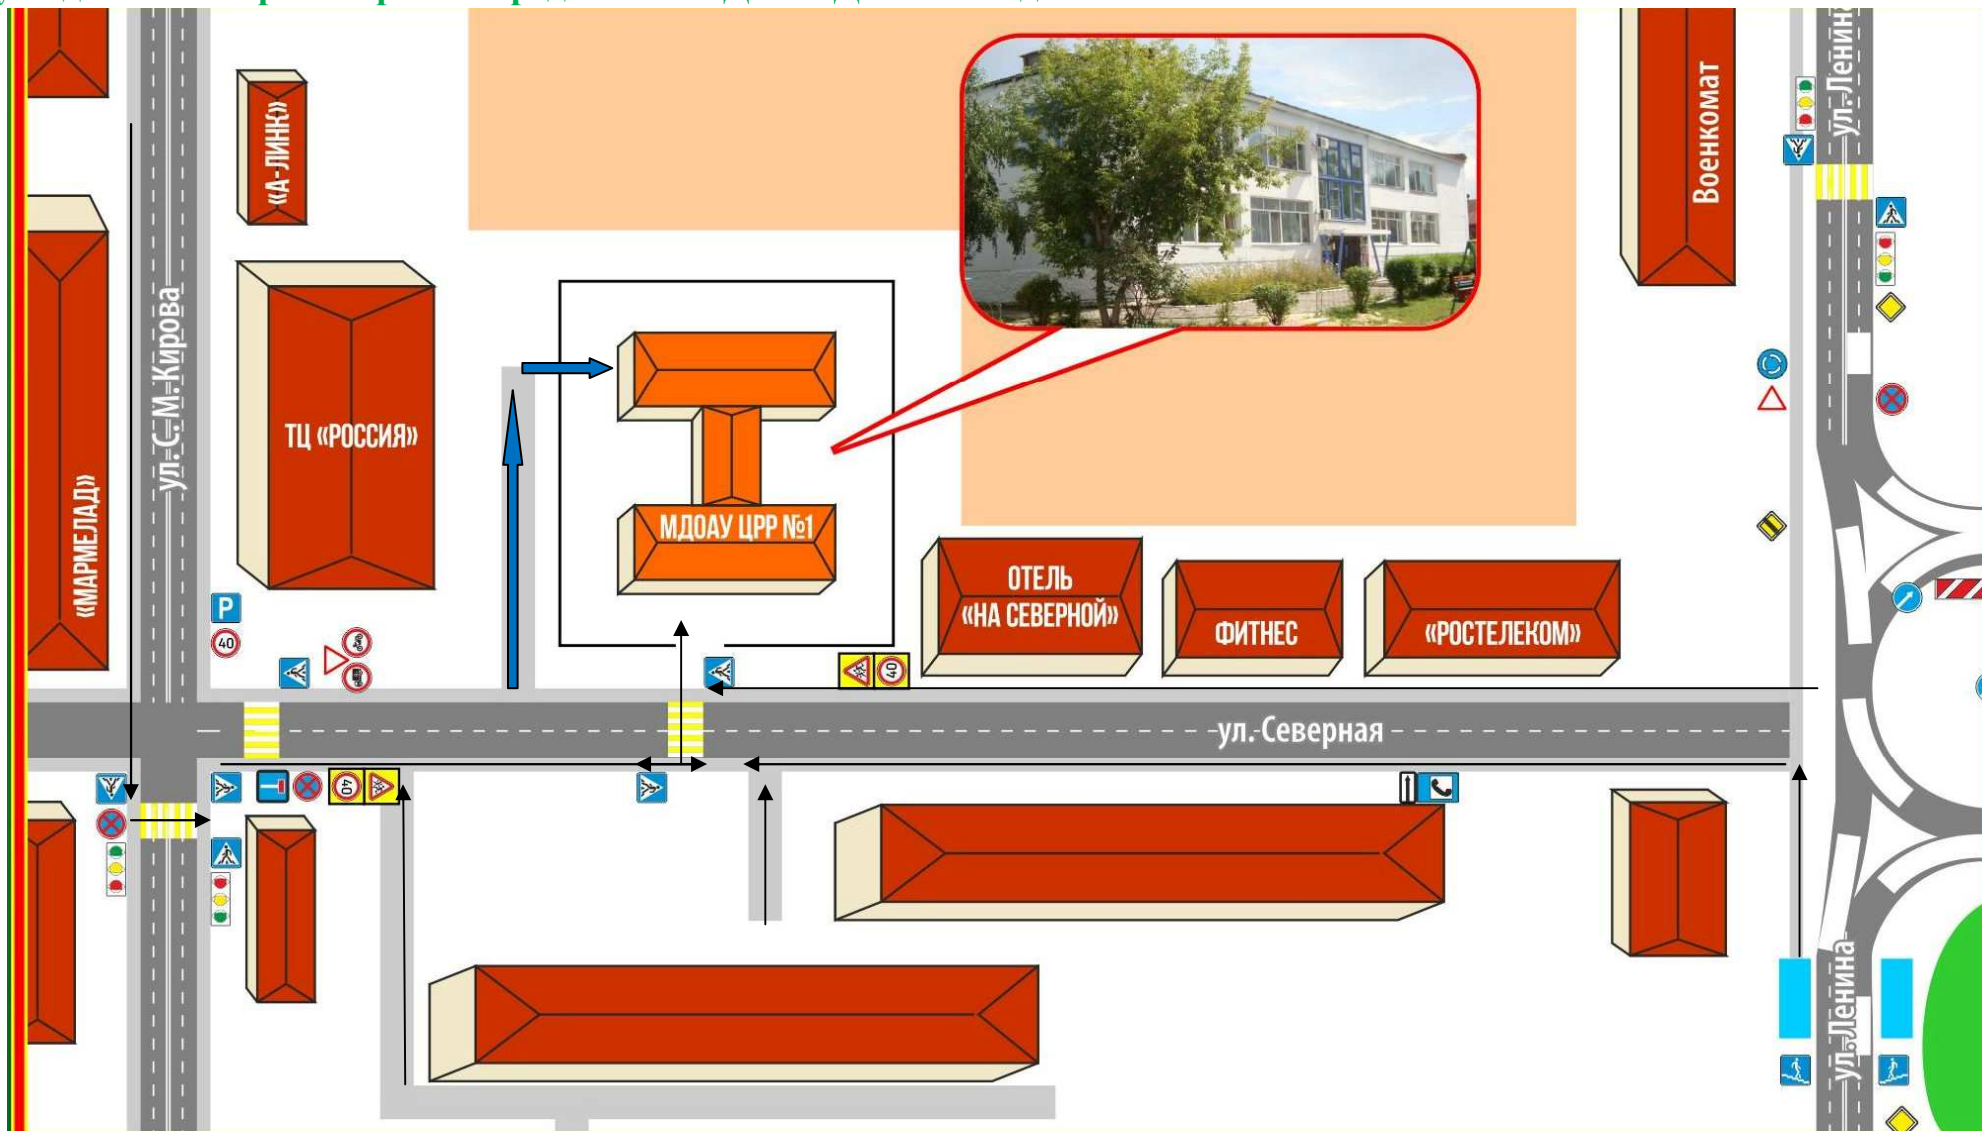 ул. Ленина
Военкомат
«А-ЛИНК»
ул. С. М. Кирова
ТЦ «РОССИЯ»
«МАРМЕЛАД»
МДОАУ ЦРР №1
ОТЕЛЬ
«НА СЕВЕРНОЙ»
ФИТНЕС
«РОСТЕЛЕКОМ»
P
40
40
ул. Северная
40
ул. Ленина